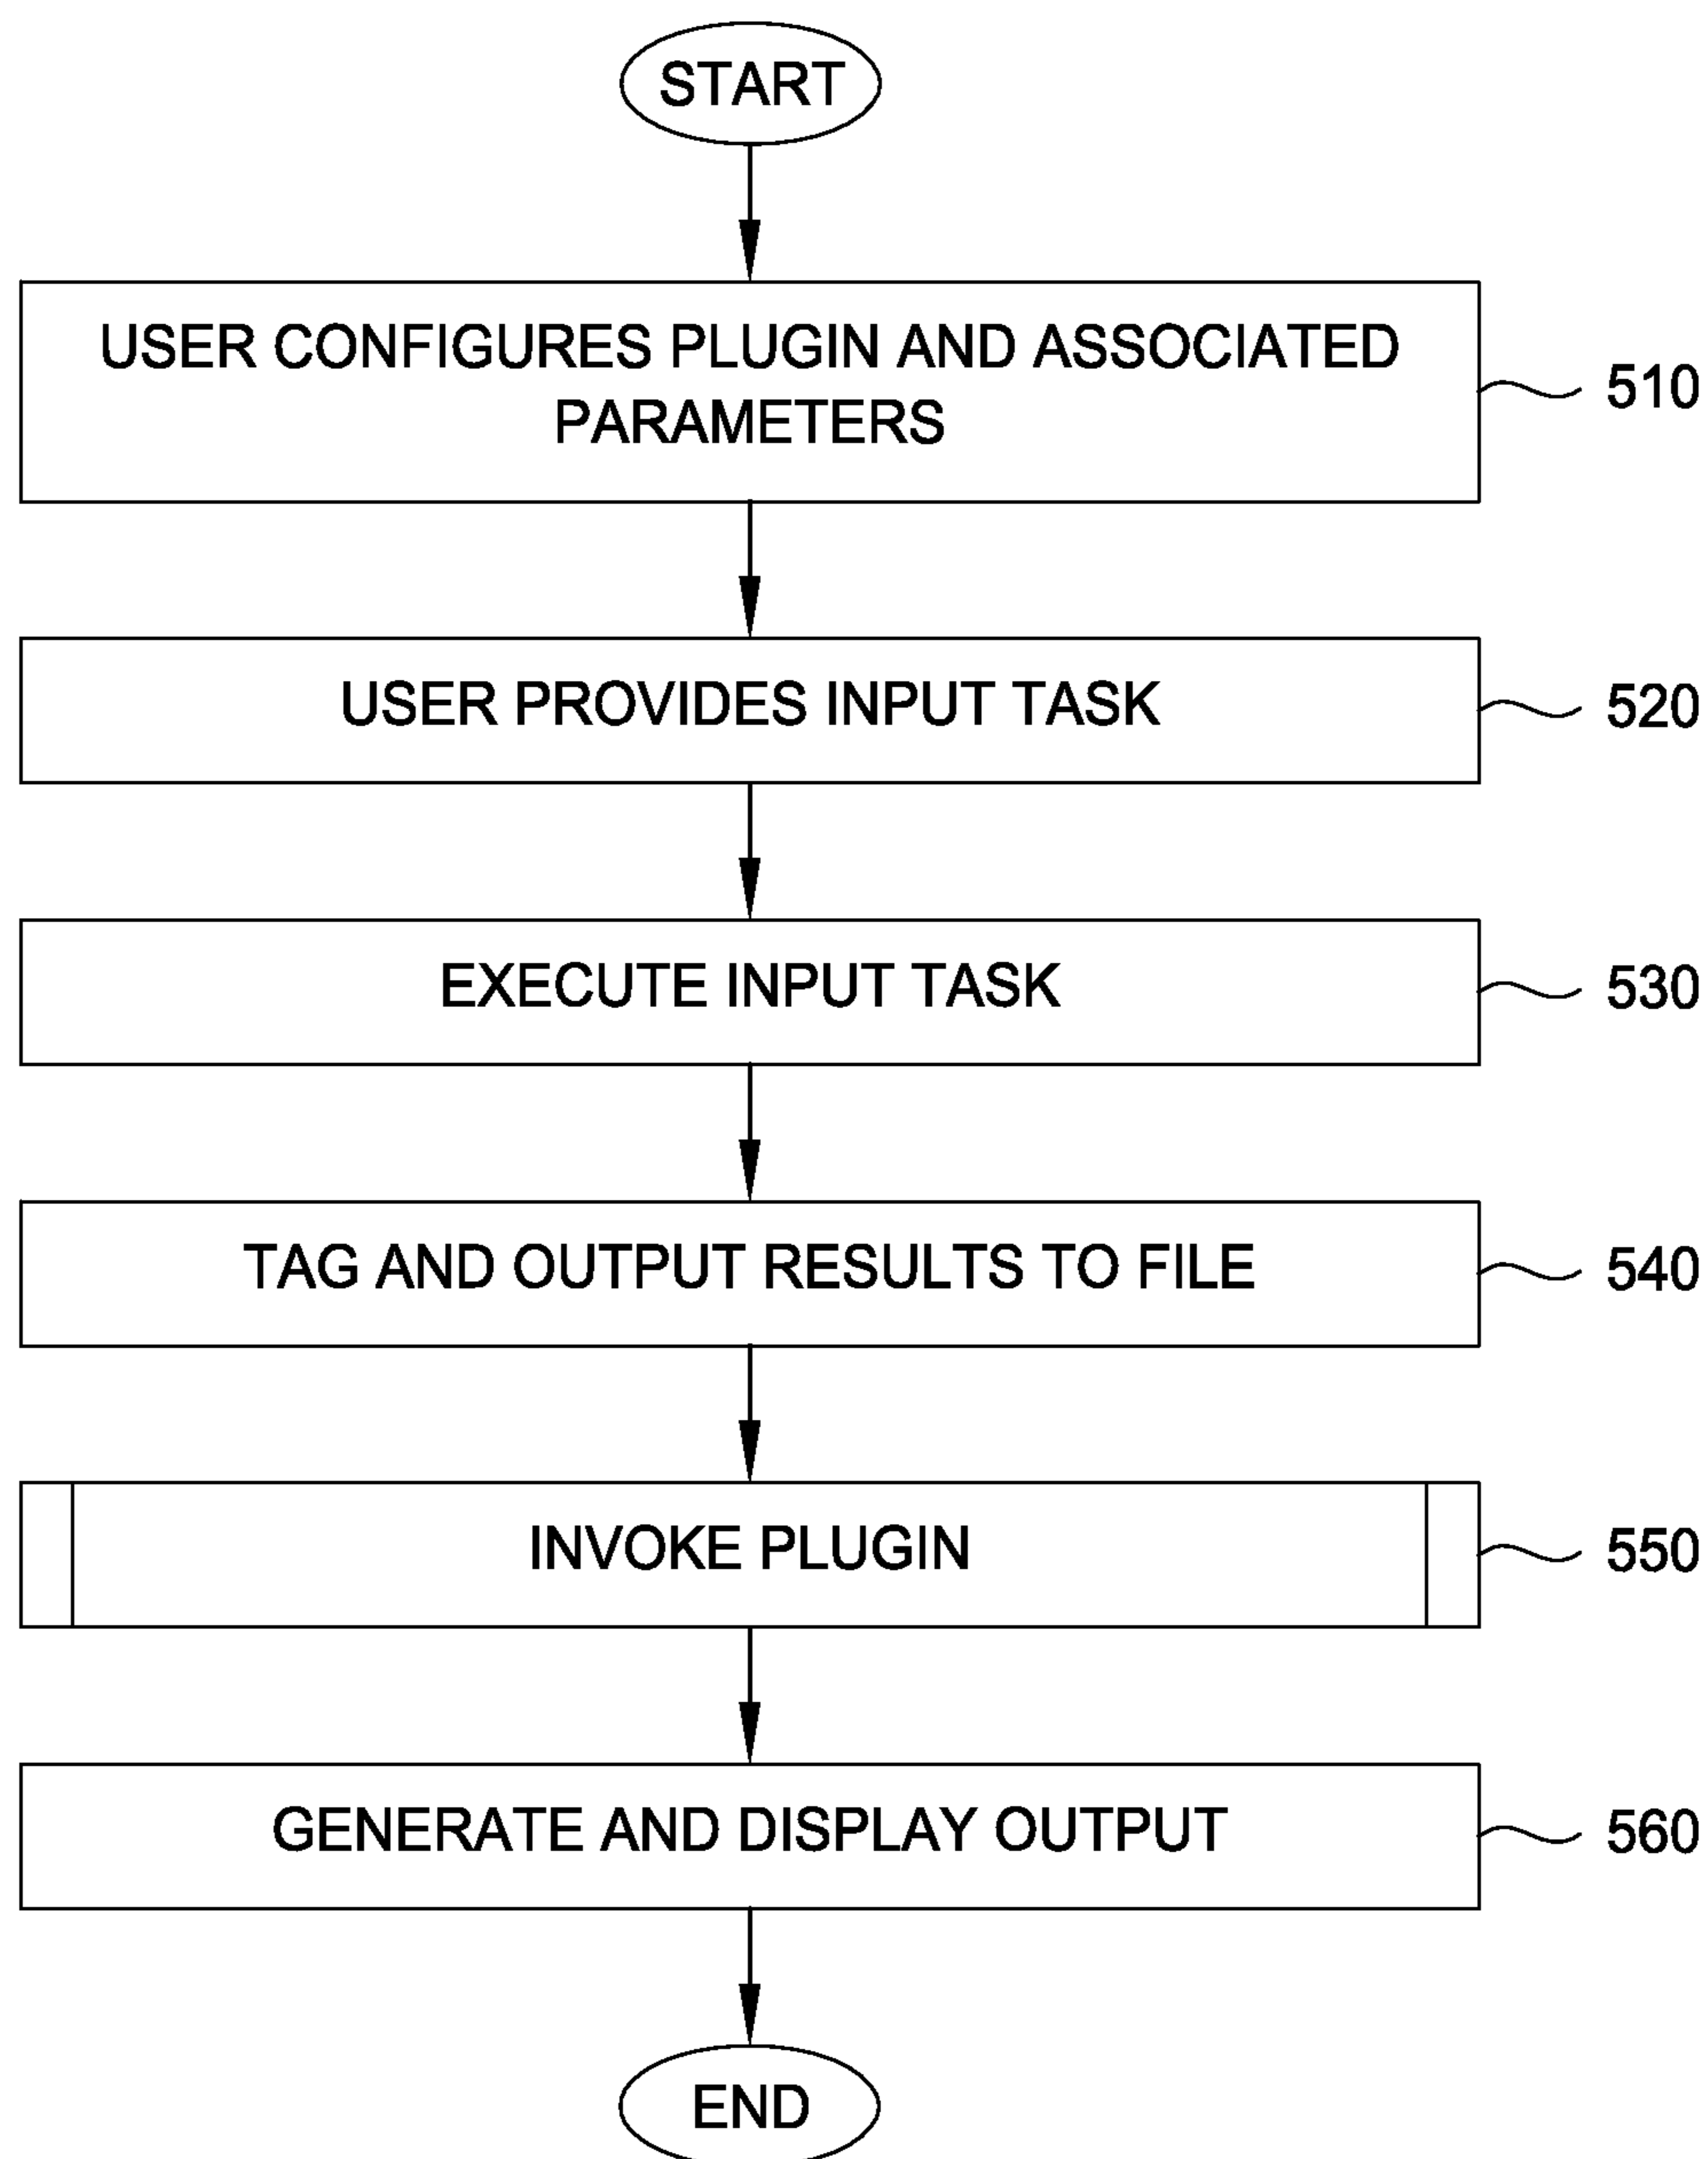 START
USER CONFIGURES PLUGIN AND ASSOCIATED
PARAMETERS
510
USER PROVIDES INPUT TASK
520
EXECUTE INPUT TASK
530
TAG AND OUTPUT RESULTS TO FILE
540
INVOKE PLUGIN
550
GENERATE AND DISPLAY OUTPUT
560
END